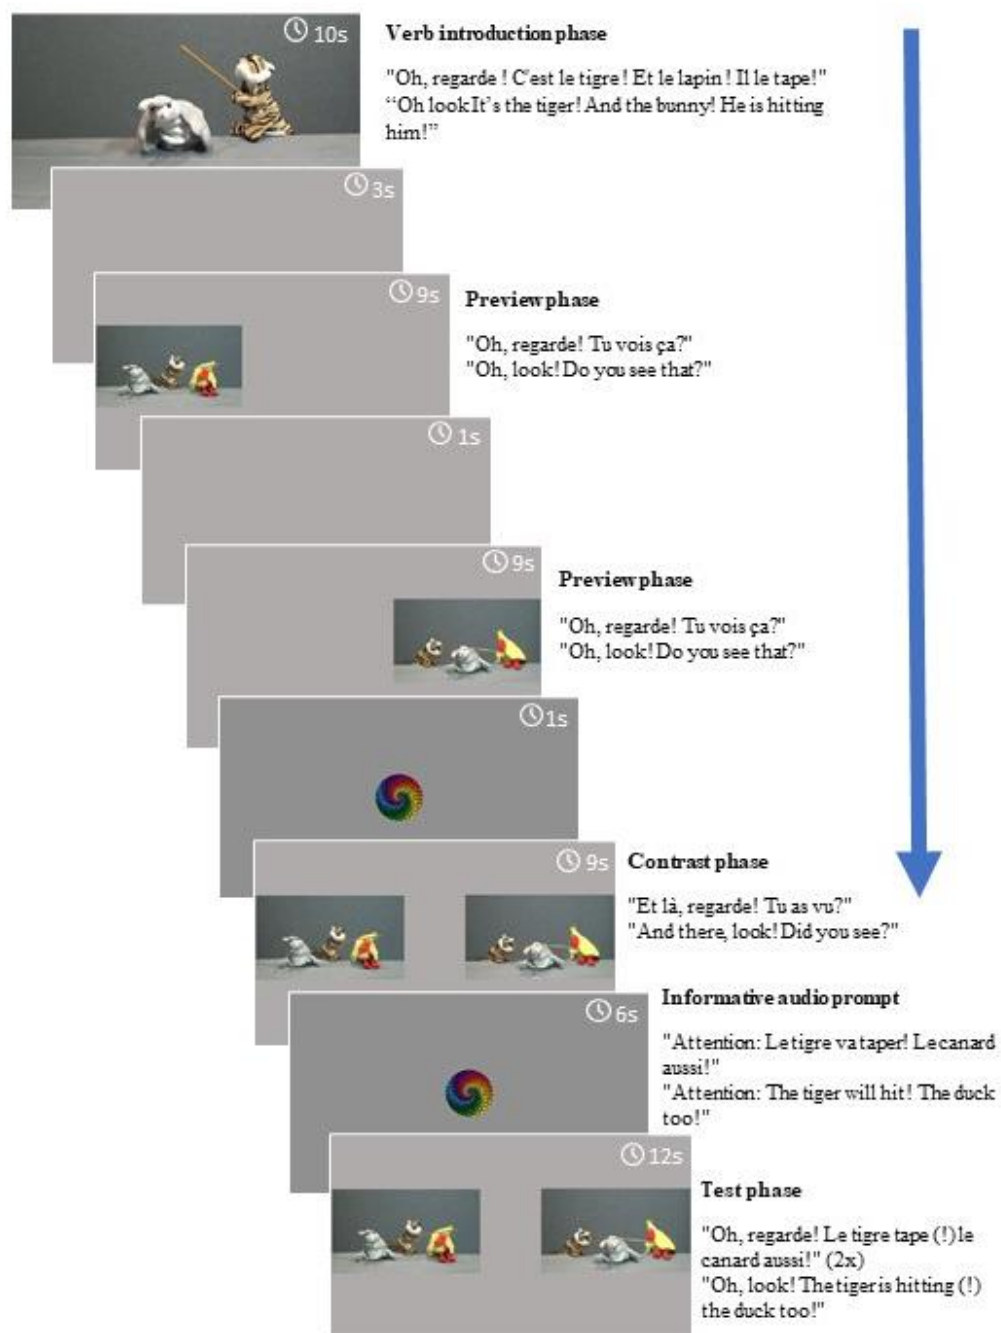 10s
Verb introduction phase
"Oh, regarde ! C'est le tigre ! Et le lapin ! Il le tape!"
“Oh look It's the tiger! And the bunny! He is hitting
him!”
3s
9s
Preview phase
"Oh, regarde! Tu vois ça?"
"Oh, look! Do you see that?"
1s
9s
Preview phase
"Oh, regarde! Tu vois ça?"
"Oh, look! Do you see that?"
1s
9s
Contrast phase
"Et là, regarde! Tu as vu?"
"And there, look! Did you see?"
6s
Informative audio prompt
"Attention: Le tigre va taper! Le canard
aussi!"
"Attention: The tiger will hit! The duck
too!"
12s
Test phase
"Oh, regarde! Le tigre tape (!) le
canard aussi!" (2x)
"Oh, look! The tiger is hitting (!)
the duck too!"